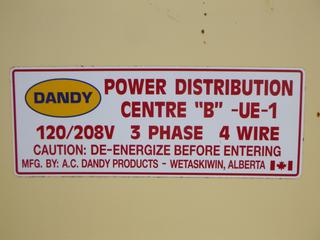 DANDY
POWER DISTRIBUTION
CENTRE "B" -UE-1
120/208V 3 PHASE 4 WIRE
CAUTION: DE-ENERGIZE BEFORE ENTERING
MFG. BY: A.C. DANDY PRODUCTS - WETASKIWIN, ALBERTA